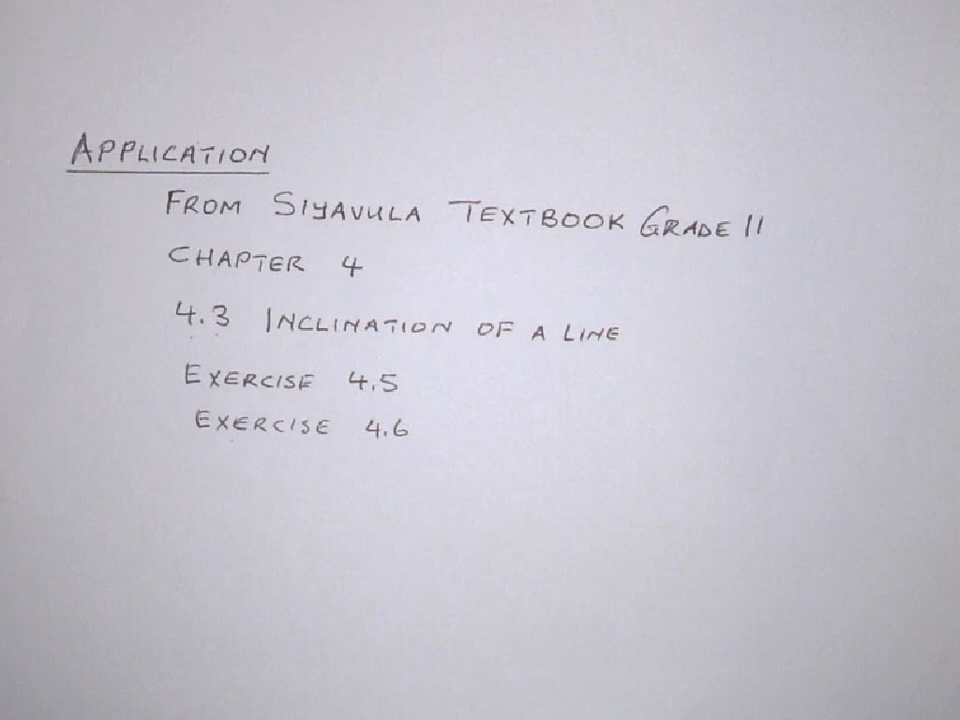 APPLICATION
FROM SIYAVULA TEXTBOOK GRADE 11
CHAPTER 4
4.3 INCLINATION OF A LINE
EXERCISE 4.5
EXERCISE 4.6